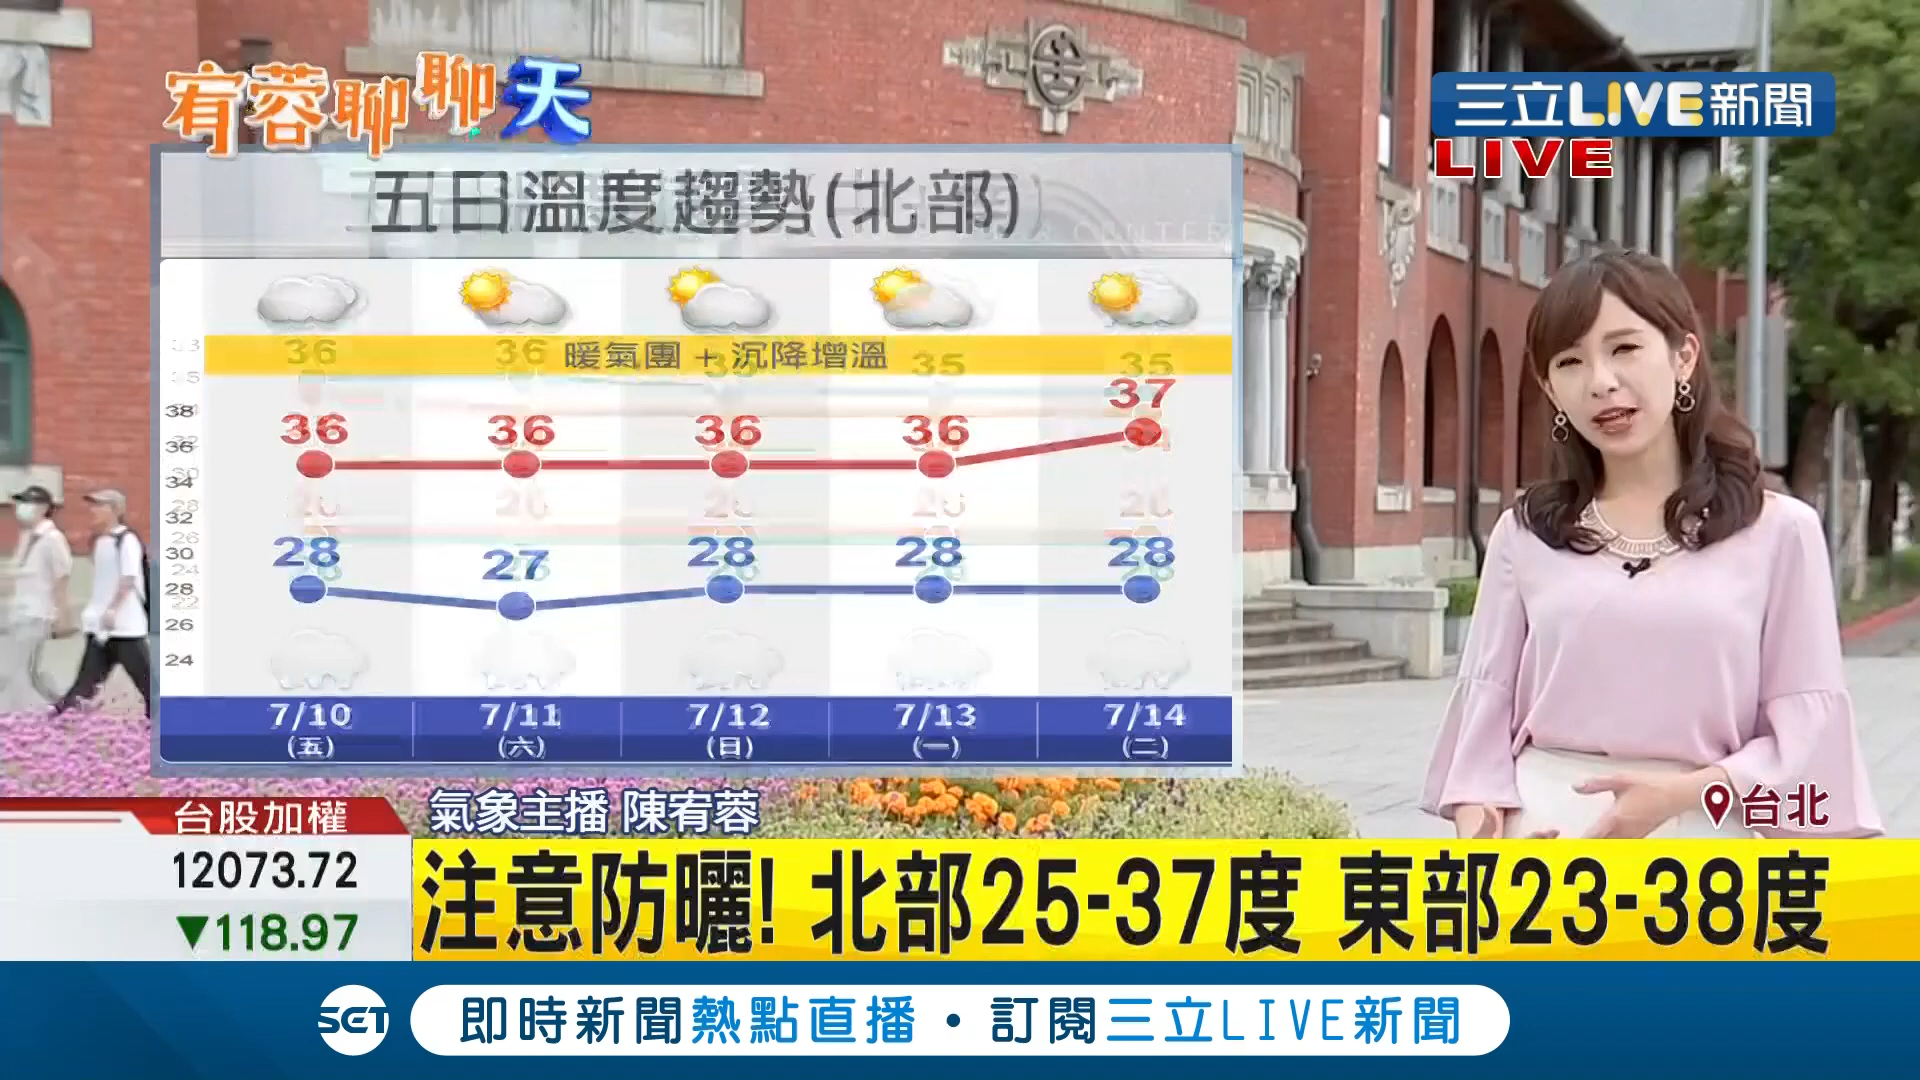 宥蓉聊聊天
三立LIVE新聞
LIVE
五日溫度趨勢(北部)
暖氣團 + 沉降增溫
36 36 36 36 37
28 27 28 28 28
38
36
34
32
30
28
26
24
7/10 7/11 7/12 7/13 7/14
(五) (六) (日) (一) (二)
台股加權
12073.72
▼118.97
氣象主播 陳宥蓉
台北
注意防曬! 北部25-37度 東部23-38度
SET
即時新聞熱點直播・訂閱三立LIVE新聞